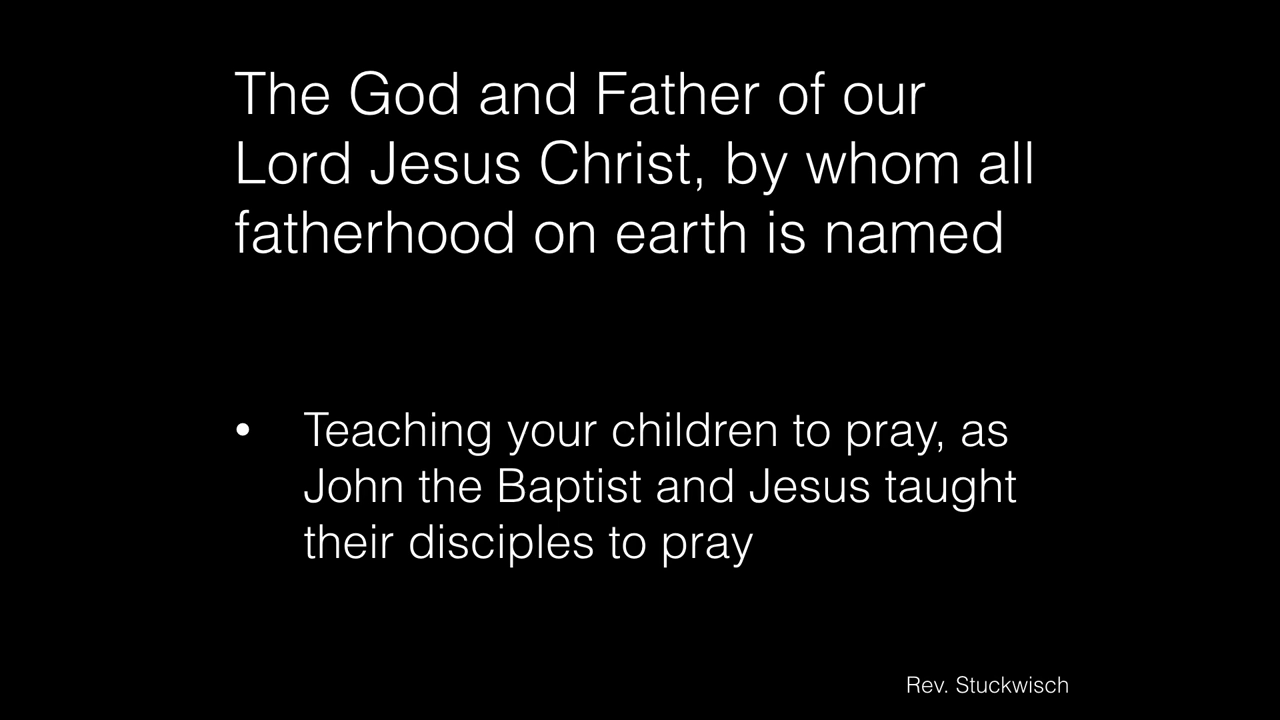 The God and Father of our
Lord Jesus Christ, by whom all
fatherhood on earth is named
• Teaching your children to pray, as
John the Baptist and Jesus taught
their disciples to pray
Rev. Stuckwisch